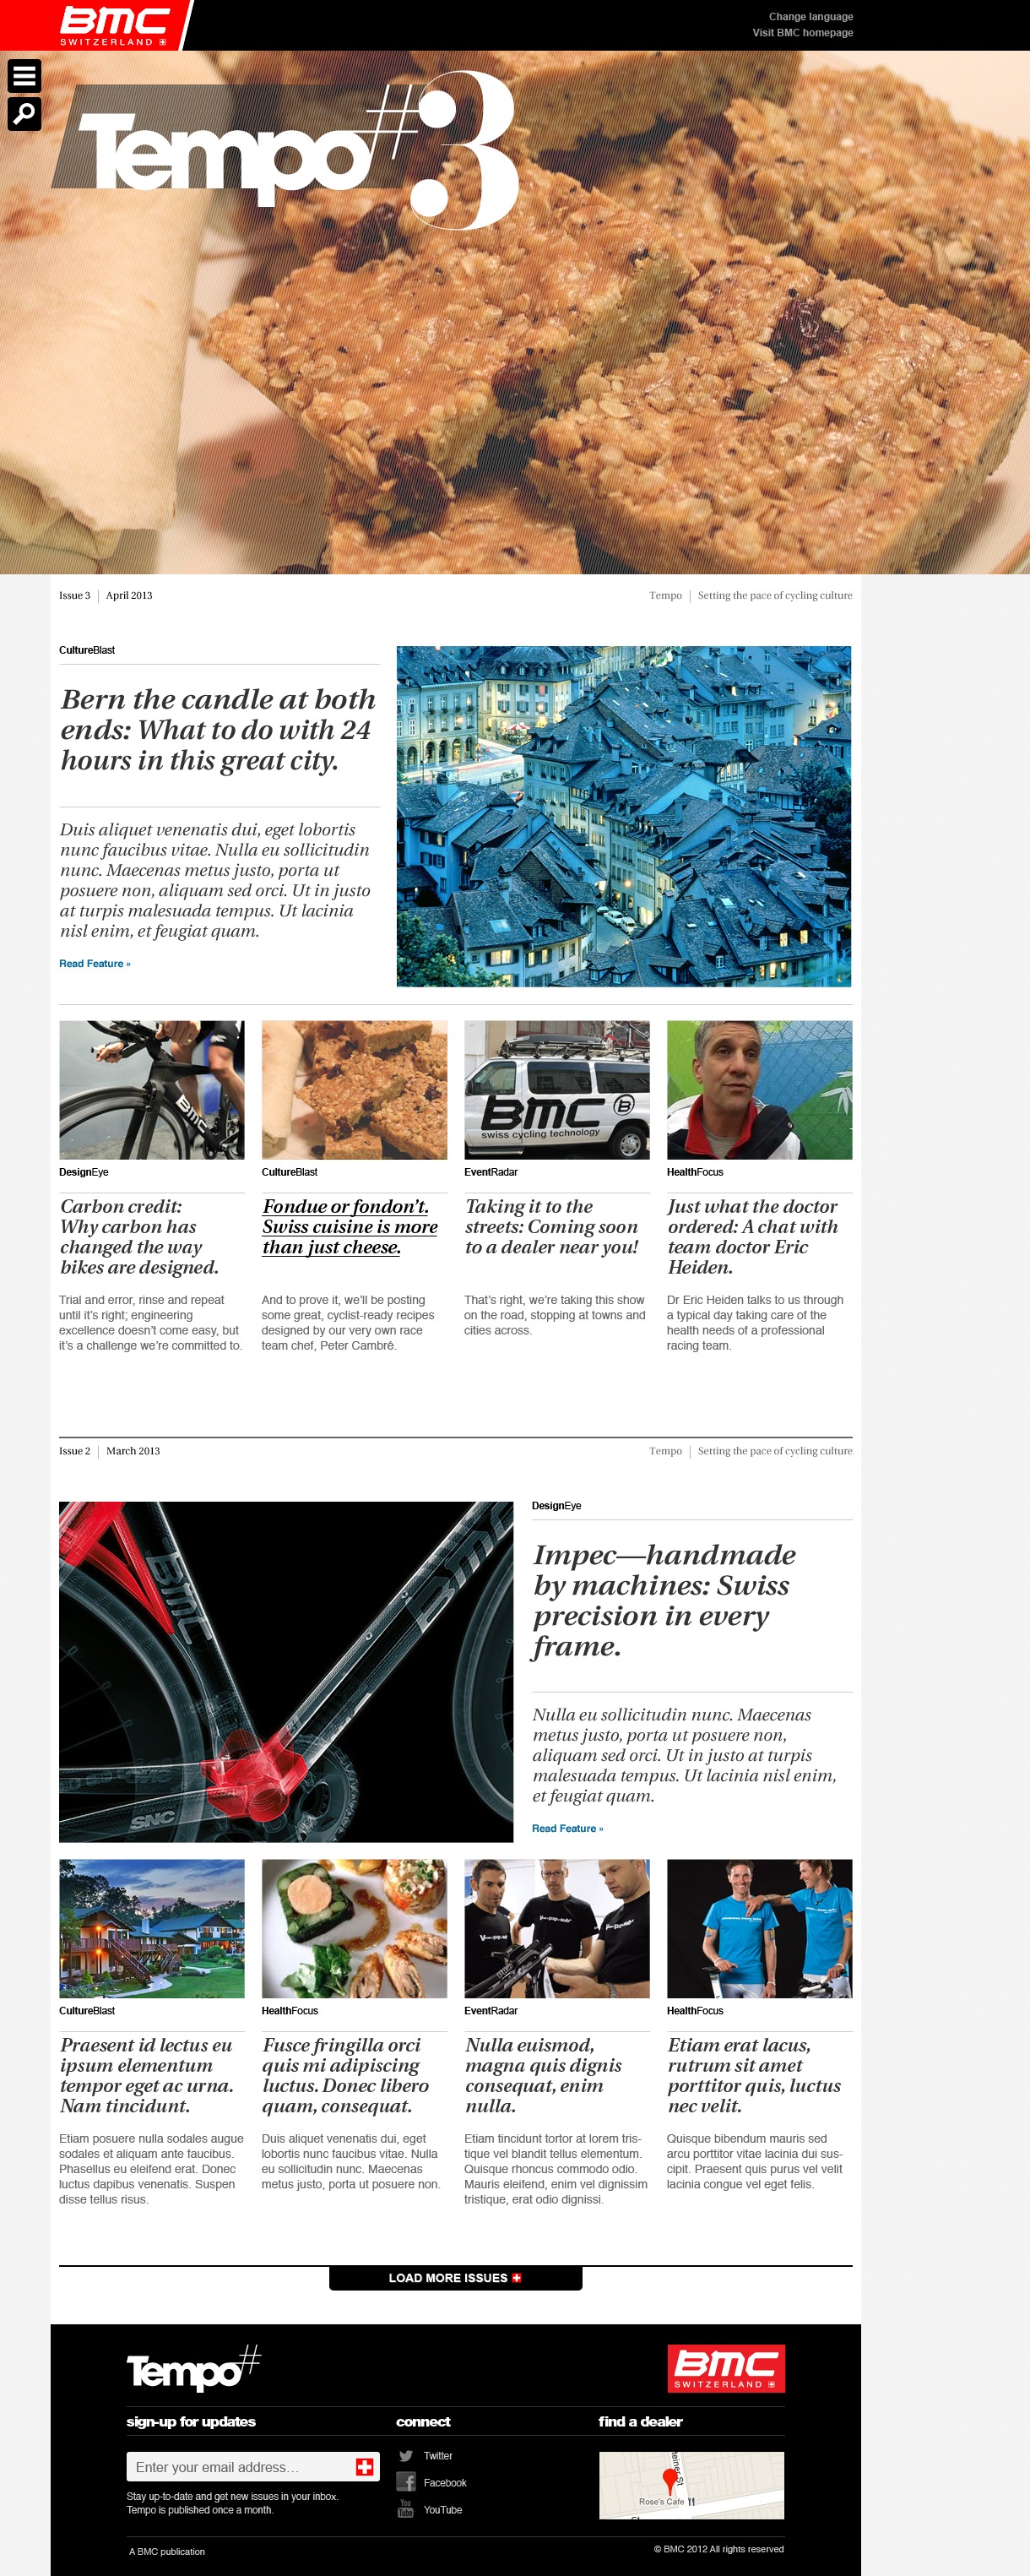 BMC
SWITZERLAND
Change language
Visit BMC homepage
Tempo#3
Issue 3 | April 2013
Tempo | Setting the pace of cycling culture
CultureBlast
Bern the candle at both
ends: What to do with 24
hours in this great city.
Duis aliquet venenatis dui, eget lobortis
nunc faucibus vitae. Nulla eu sollicitudin
nunc. Maecenas metus justo, porta ut
posuere non, aliquam sed orci. Ut in justo
at turpis malesuada tempus. Ut lacinia
nisl enim, et feugiat quam.
Read Feature »
BMC
BMC B
swiss cycling technology
DesignEye
Carbon credit:
Why carbon has
changed the way
bikes are designed.
Trial and error, rinse and repeat
until it’s right; engineering
excellence doesn’t come easy, but
it’s a challenge we’re committed to.
CultureBlast
Fondue or fondon’t.
Swiss cuisine is more
than just cheese.
And to prove it, we’ll be posting
some great, cyclist-ready recipes
designed by our very own race
team chef, Peter Cambré.
EventRadar
Taking it to the
streets: Coming soon
to a dealer near you!
That’s right, we’re taking this show
on the road, stopping at towns and
cities across.
HealthFocus
Just what the doctor
ordered: A chat with
team doctor Eric
Heiden.
Dr Eric Heiden talks to us through
a typical day taking care of the
health needs of a professional
racing team.
Issue 2 | March 2013
Tempo | Setting the pace of cycling culture
BMC
BMC
SNC
DesignEye
Impec—handmade
by machines: Swiss
precision in every
frame.
Nulla eu sollicitudin nunc. Maecenas
metus justo, porta ut posuere non,
aliquam sed orci. Ut in justo at turpis
malesuada tempus. Ut lacinia nisl enim,
et feugiat quam.
Read Feature »
CultureBlast
Praesent id lectus eu
ipsum elementum
tempor eget ac urna.
Nam tincidunt.
Etiam posuere nulla sodales augue
sodales et aliquam ante faucibus.
Phasellus eu eleifend erat. Donec
luctus dapibus venenatis. Suspen
disse tellus risus.
HealthFocus
Fusce fringilla orci
quis mi adipiscing
luctus. Donec libero
quam, consequat.
Duis aliquet venenatis dui, eget
lobortis nunc faucibus vitae. Nulla
eu sollicitudin nunc. Maecenas
metus justo, porta ut posuere non.
EventRadar
Nulla euismod,
magna quis dignis
consequat, enim
nulla.
Etiam tincidunt tortor at lorem tris-
tique vel blandit tellus elementum.
Quisque rhoncus commodo odio.
Mauris eleifend, enim vel dignissim
tristique, erat odio dignissi.
HealthFocus
Etiam erat lacus,
rutrum sit amet
porttitor quis, luctus
nec velit.
Quisque bibendum mauris sed
arcu porttitor vitae lacinia dui sus-
cipit. Praesent quis purus vel velit
lacinia congue vel eget felis.
LOAD MORE ISSUES
Tempo#
BMC
SWITZERLAND
sign-up for updates
Enter your email address…
Stay up-to-date and get new issues in your inbox.
Tempo is published once a month.
connect
Twitter
Facebook
You Tube YouTube
find a dealer
Rose's Cafe
A BMC publication
© BMC 2012 All rights reserved